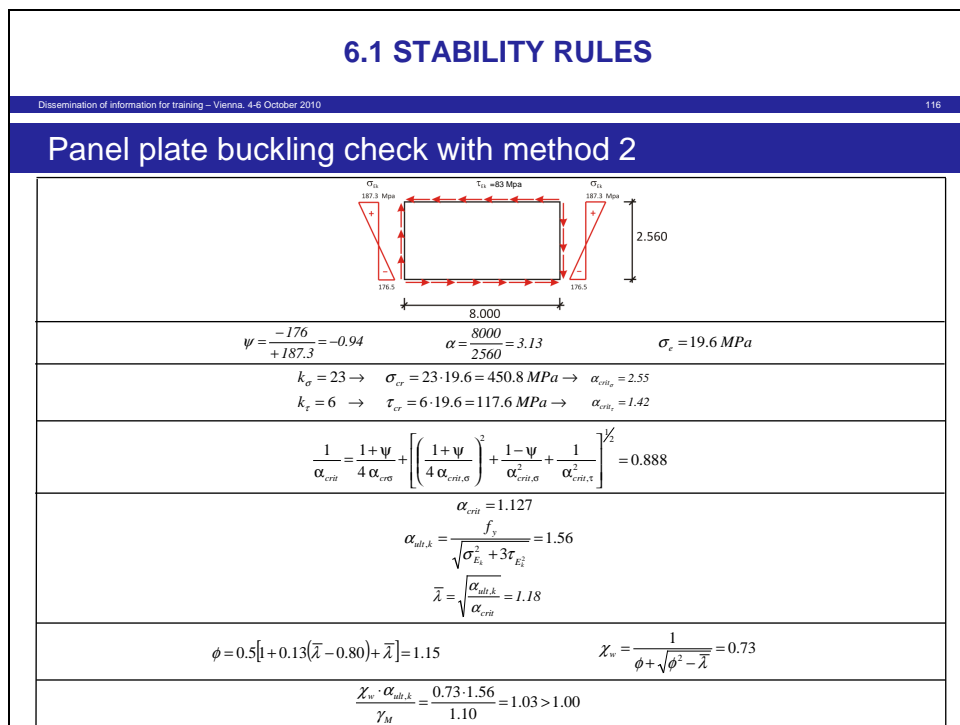 6.1 STABILITY RULES
Dissemination of information for training – Vienna. 4-6 October 2010 116
Panel plate buckling check with method 2
σ_Ek τ_Ek =83 Mpa σ_Ek
187.3 Mpa 187.3 Mpa
+ +
2.560
− −
176.5 176.5
8.000
ψ = −176 / +187.3 = −0.94 α = 8000 / 2560 = 3.13 σ_e = 19.6 MPa
k_σ = 23 → σ_cr = 23·19.6 = 450.8 MPa → α_crit_σ = 2.55
k_τ = 6 → τ_cr = 6·19.6 = 117.6 MPa → α_crit_τ = 1.42
1/α_crit = (1+ψ)/(4 α_crσ) + [((1+ψ)/(4 α_crit,σ))² + (1−ψ)/α²_crit,σ + 1/α²_crit,τ]^½ = 0.888
α_crit = 1.127
α_ult,k = f_y / √(σ²_Ek + 3τ_E²k) = 1.56
λ̄ = √(α_ult,k / α_crit) = 1.18
ϕ = 0.5[1 + 0.13(λ̄ − 0.80) + λ̄] = 1.15 χ_w = 1 / (ϕ + √(ϕ² − λ̄)) = 0.73
χ_w · α_ult,k / γ_M = 0.73·1.56 / 1.10 = 1.03 > 1.00